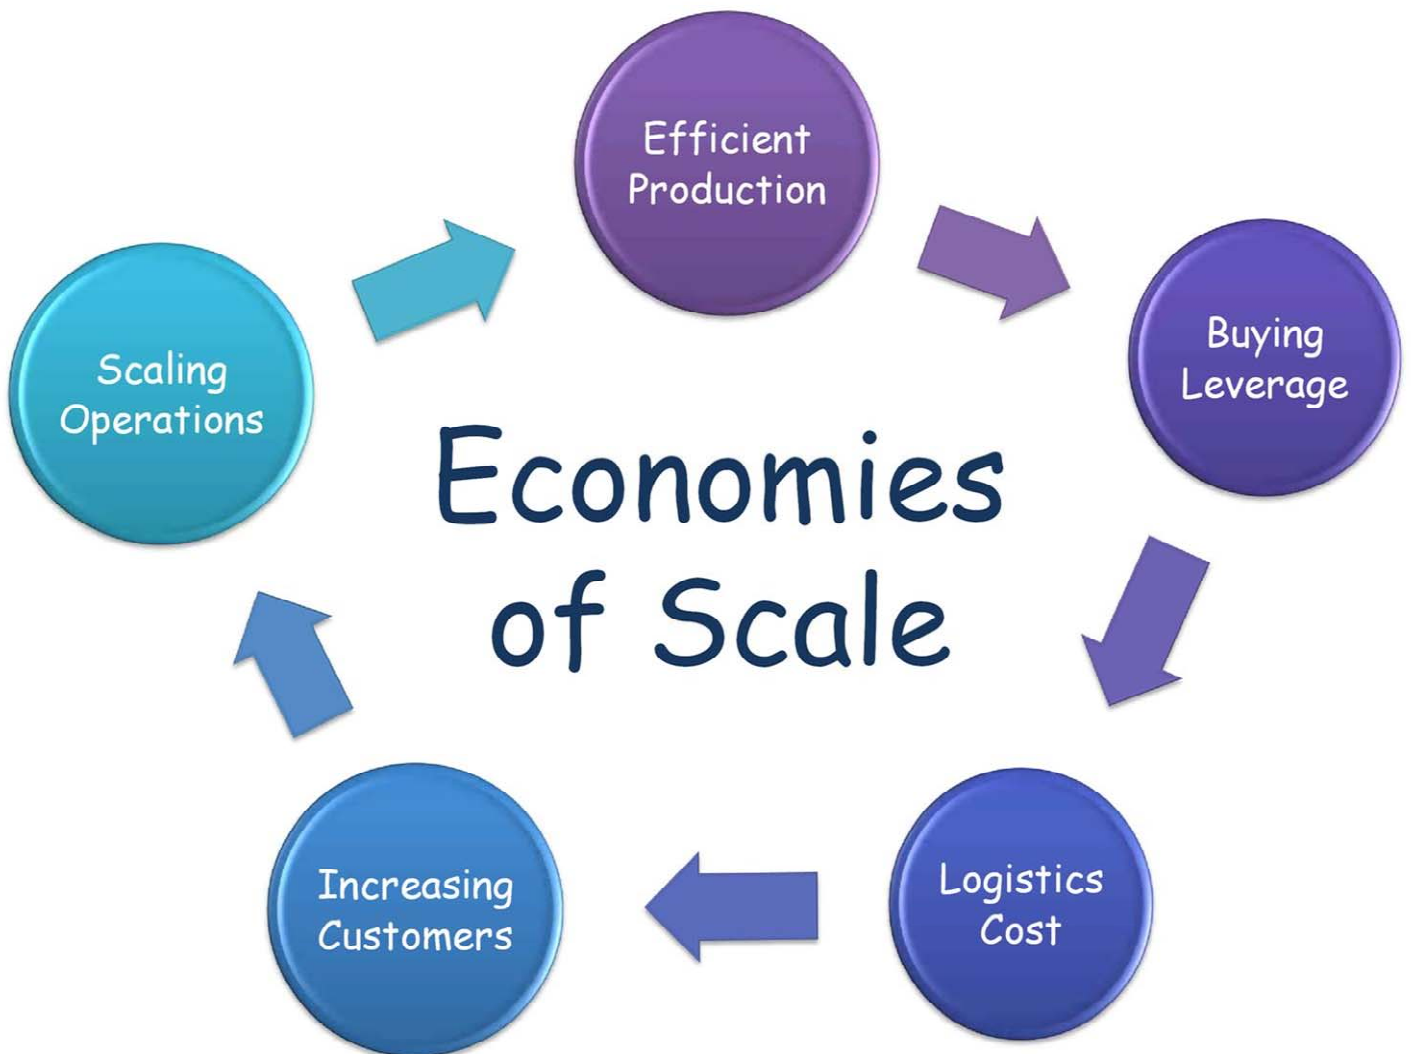 Efficient
Production
Buying
Leverage
Logistics
Cost
Increasing
Customers
Scaling
Operations
Economies
of Scale